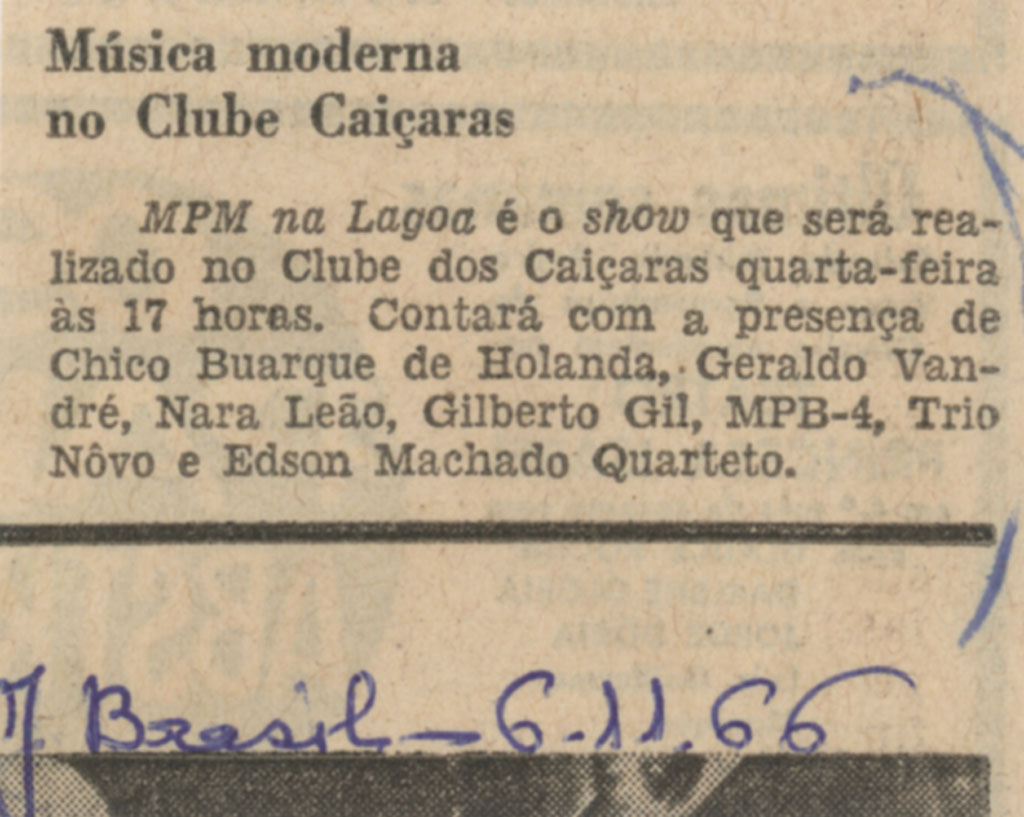 Música moderna
no Clube Caiçaras
MPM na Lagoa é o show que será rea-
lizado no Clube dos Caiçaras quarta-feira
às 17 horas. Contará com a presença de
Chico Buarque de Holanda, Geraldo Van-
dré, Nara Leão, Gilberto Gil, MPB-4, Trio
Nôvo e Edson Machado Quarteto.
J Brasil - 6.11.66